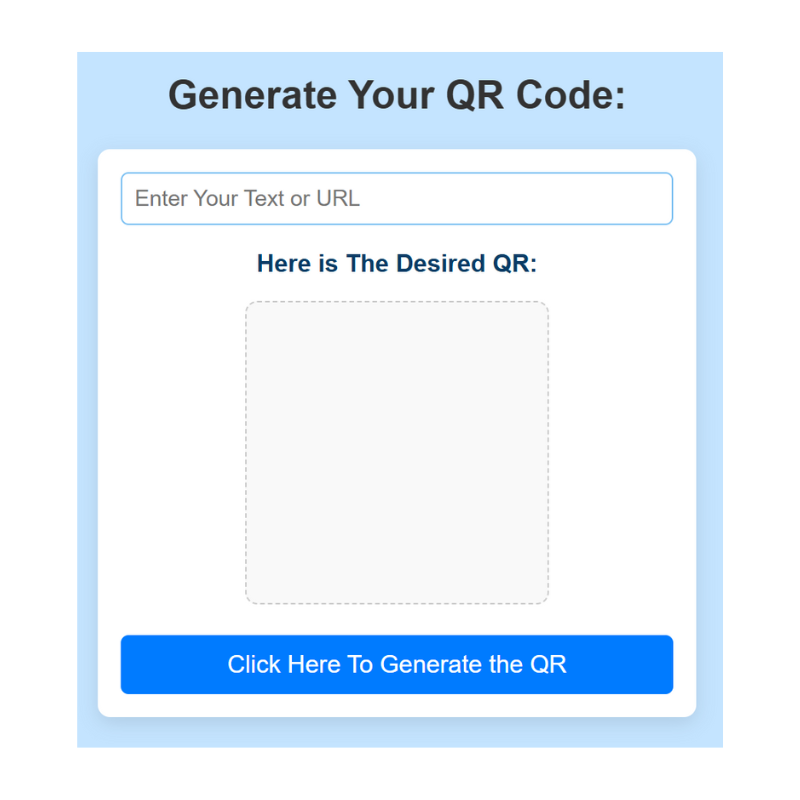 Generate Your QR Code:
Enter Your Text or URL
Here is The Desired QR:
Click Here To Generate the QR